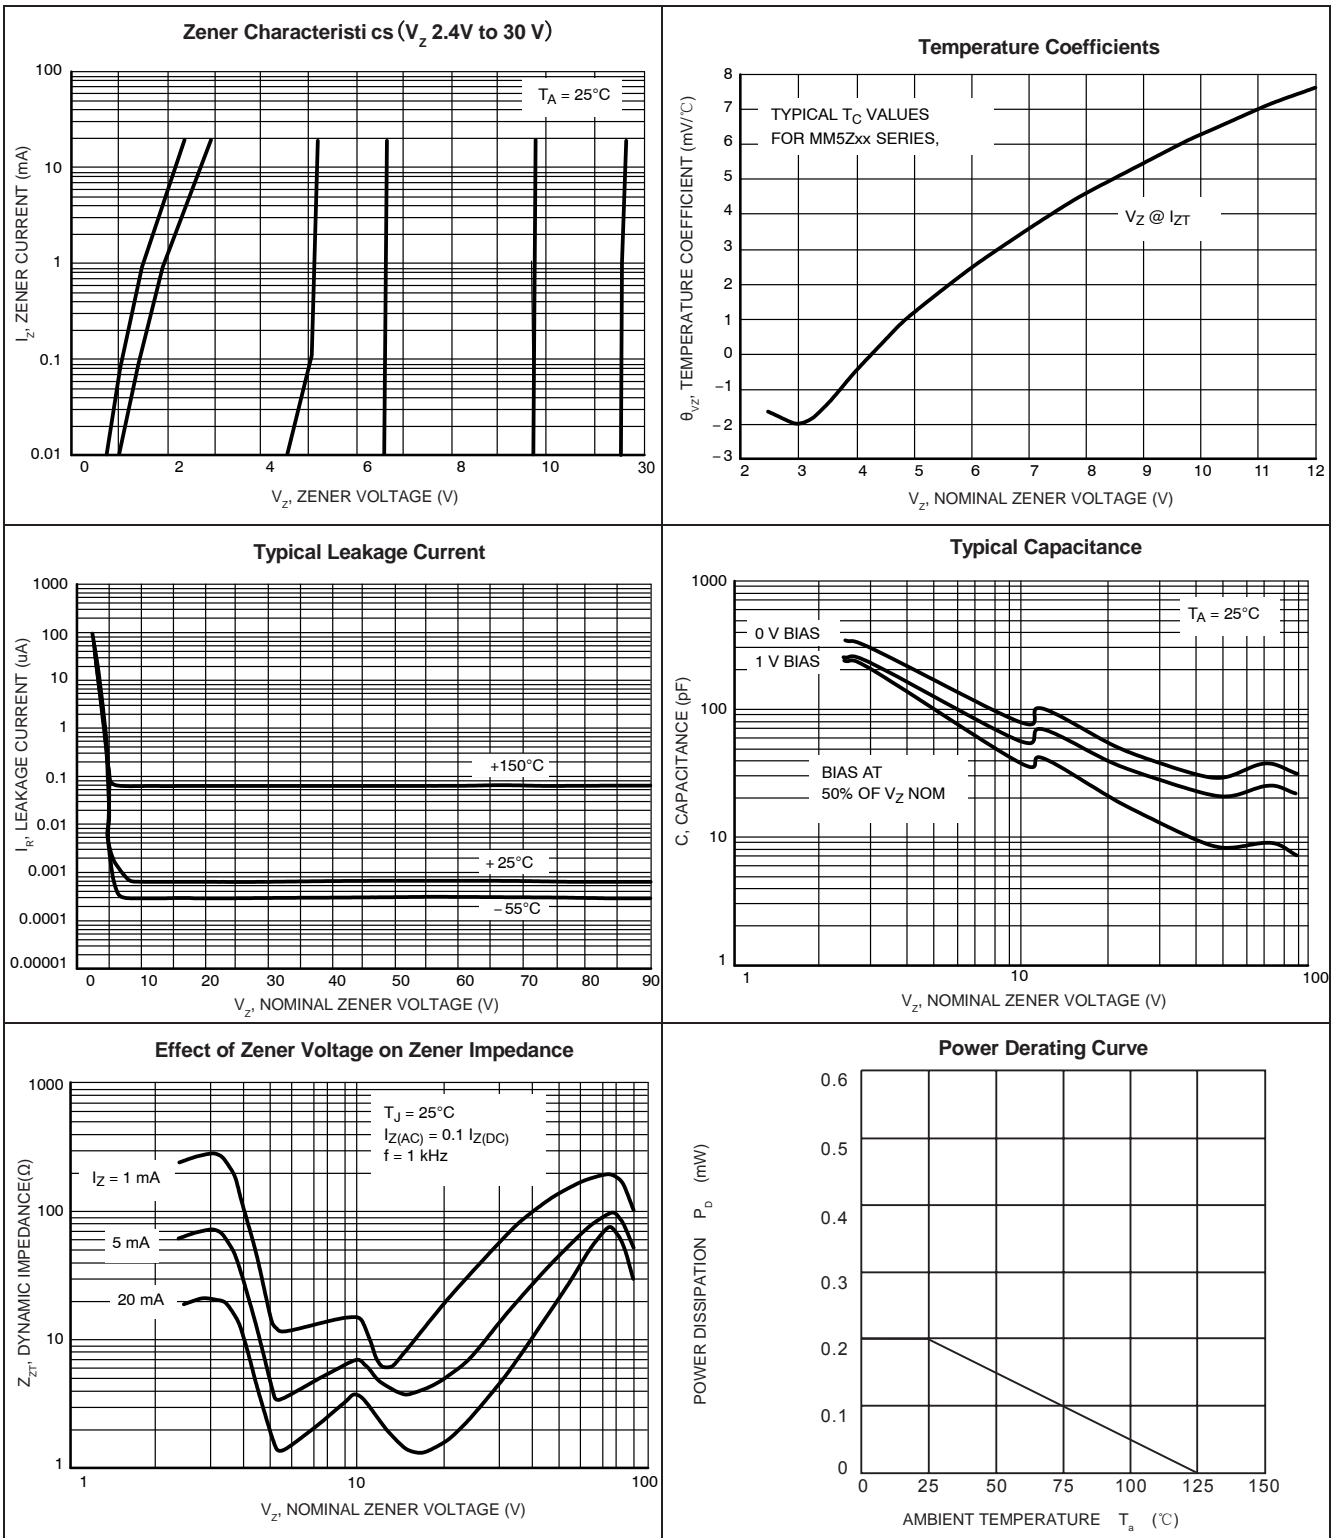 Zener Characteristi cs (VZ 2.4V to 30 V)
100
10
1
0.1
0.01
IZ, ZENER CURRENT (mA)
TA = 25°C
0 2 4 6 8 10 30
VZ, ZENER VOLTAGE (V)
Temperature Coefficients
8
7
6
5
4
3
2
1
0
−1
−2
−3
θVZ, TEMPERATURE COEFFICIENT (mV/℃)
TYPICAL TC VALUES
FOR MM5Zxx SERIES,
VZ @ IZT
2 3 4 5 6 7 8 9 10 11 12
VZ, NOMINAL ZENER VOLTAGE (V)
Typical Leakage Current
1000
100
10
1
0.1
0.01
0.001
0.0001
0.00001
IR, LEAKAGE CURRENT (uA)
+150°C
+25°C
−55°C
0 10 20 30 40 50 60 70 80 90
VZ, NOMINAL ZENER VOLTAGE (V)
Typical Capacitance
1000
100
10
1
C, CAPACITANCE (pF)
TA = 25°C
0 V BIAS
1 V BIAS
BIAS AT
50% OF VZ NOM
1 10 100
VZ, NOMINAL ZENER VOLTAGE (V)
Effect of Zener Voltage on Zener Impedance
1000
100
10
1
ZZT, DYNAMIC IMPEDANCE(Ω)
TJ = 25°C
IZ(AC) = 0.1 IZ(DC)
f = 1 kHz
IZ = 1 mA
5 mA
20 mA
1 10 100
VZ, NOMINAL ZENER VOLTAGE (V)
Power Derating Curve
0.6
0.5
0.4
0.3
0.2
0.1
0
POWER DISSIPATION PD (mW)
0 25 50 75 100 125 150
AMBIENT TEMPERATURE Ta (℃)